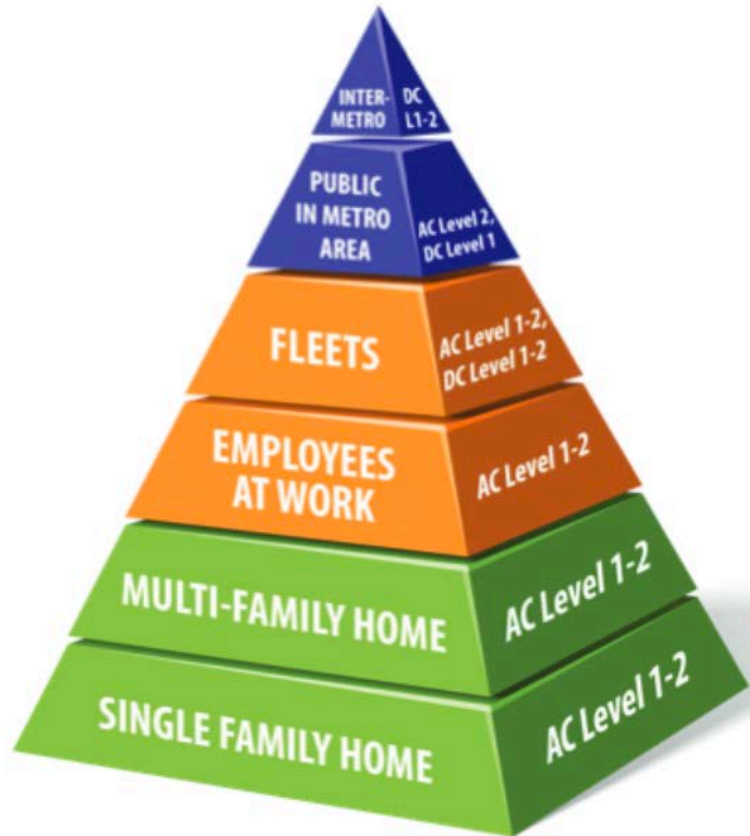 INTER-
METRO
DC
L1-2
PUBLIC
IN METRO
AREA
AC Level 2,
DC Level 1
FLEETS
AC Level 1-2,
DC Level 1-2
EMPLOYEES
AT WORK
AC Level 1-2
MULTI-FAMILY HOME
AC Level 1-2
SINGLE FAMILY HOME
AC Level 1-2